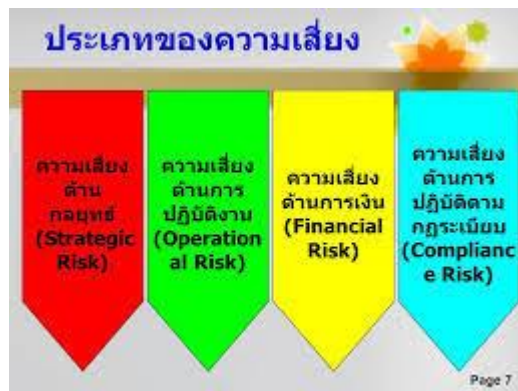 ประเภทของความเสี่ยง
ความเสี่ยง
ด้าน
กลยุทธ์
(Strategic
Risk)
ความเสี่ยง
ด้านการ
ปฏิบัติงาน
(Operation
al Risk)
ความเสี่ยง
ด้านการเงิน
(Financial
Risk)
ความเสี่ยง
ด้านการ
ปฏิบัติตาม
กฎระเบียบ
(Complianc
e Risk)
Page 7